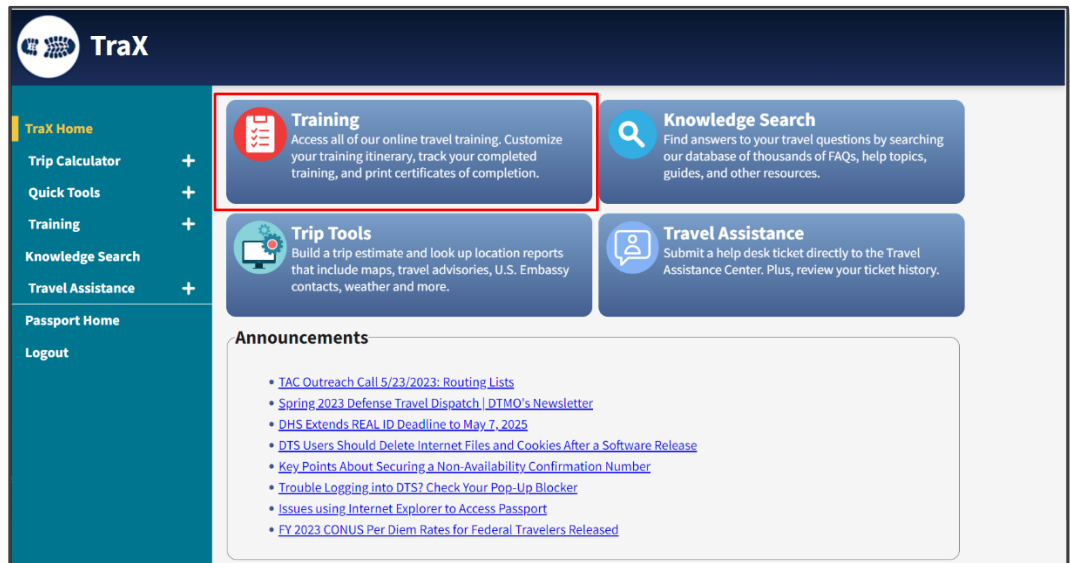 TraX
TraX Home
Trip Calculator +
Quick Tools +
Training +
Knowledge Search
Travel Assistance +
Passport Home
Logout
Training
Access all of our online travel training. Customize
your training itinerary, track your completed
training, and print certificates of completion.
Knowledge Search
Find answers to your travel questions by searching
our database of thousands of FAQs, help topics,
guides, and other resources.
Trip Tools
Build a trip estimate and look up location reports
that include maps, travel advisories, U.S. Embassy
contacts, weather and more.
Travel Assistance
Submit a help desk ticket directly to the Travel
Assistance Center. Plus, review your ticket history.
Announcements
• TAC Outreach Call 5/23/2023: Routing Lists
• Spring 2023 Defense Travel Dispatch | DTMO's Newsletter
• DHS Extends REAL ID Deadline to May 7, 2025
• DTS Users Should Delete Internet Files and Cookies After a Software Release
• Key Points About Securing a Non-Availability Confirmation Number
• Trouble Logging into DTS? Check Your Pop-Up Blocker
• Issues using Internet Explorer to Access Passport
• FY 2023 CONUS Per Diem Rates for Federal Travelers Released